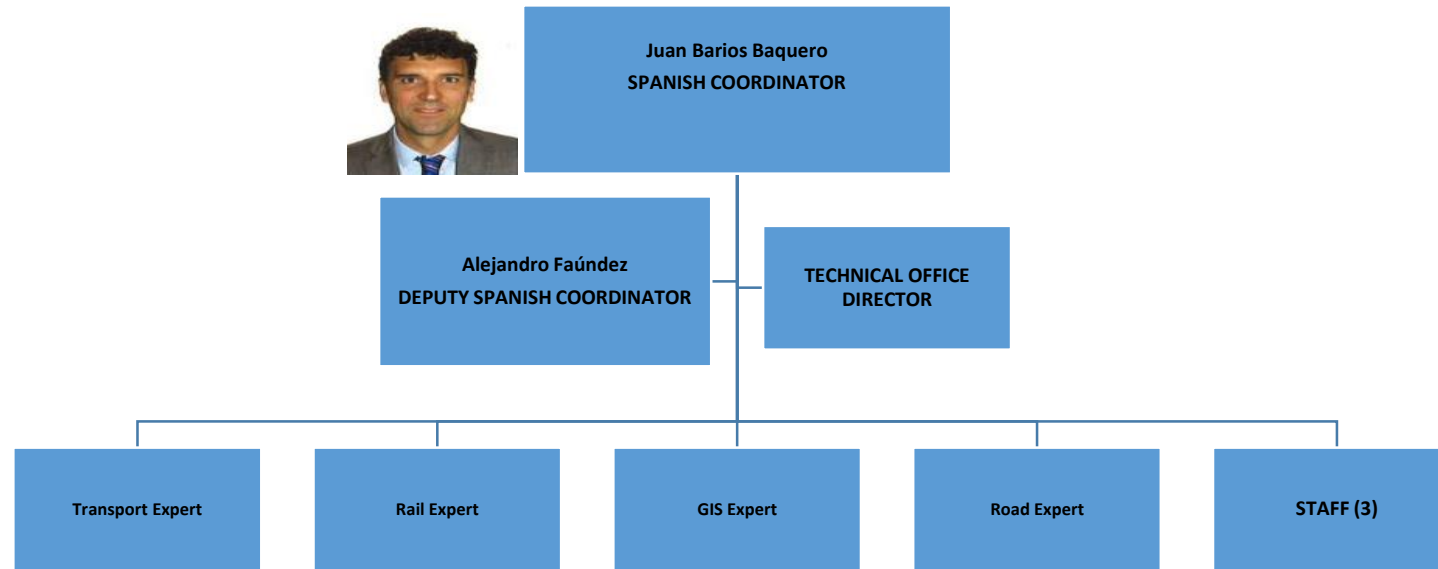 Juan Barios Baquero
SPANISH COORDINATOR
Alejandro Faúndez
DEPUTY SPANISH COORDINATOR
TECHNICAL OFFICE
DIRECTOR
Transport Expert
Rail Expert
GIS Expert
Road Expert
STAFF (3)